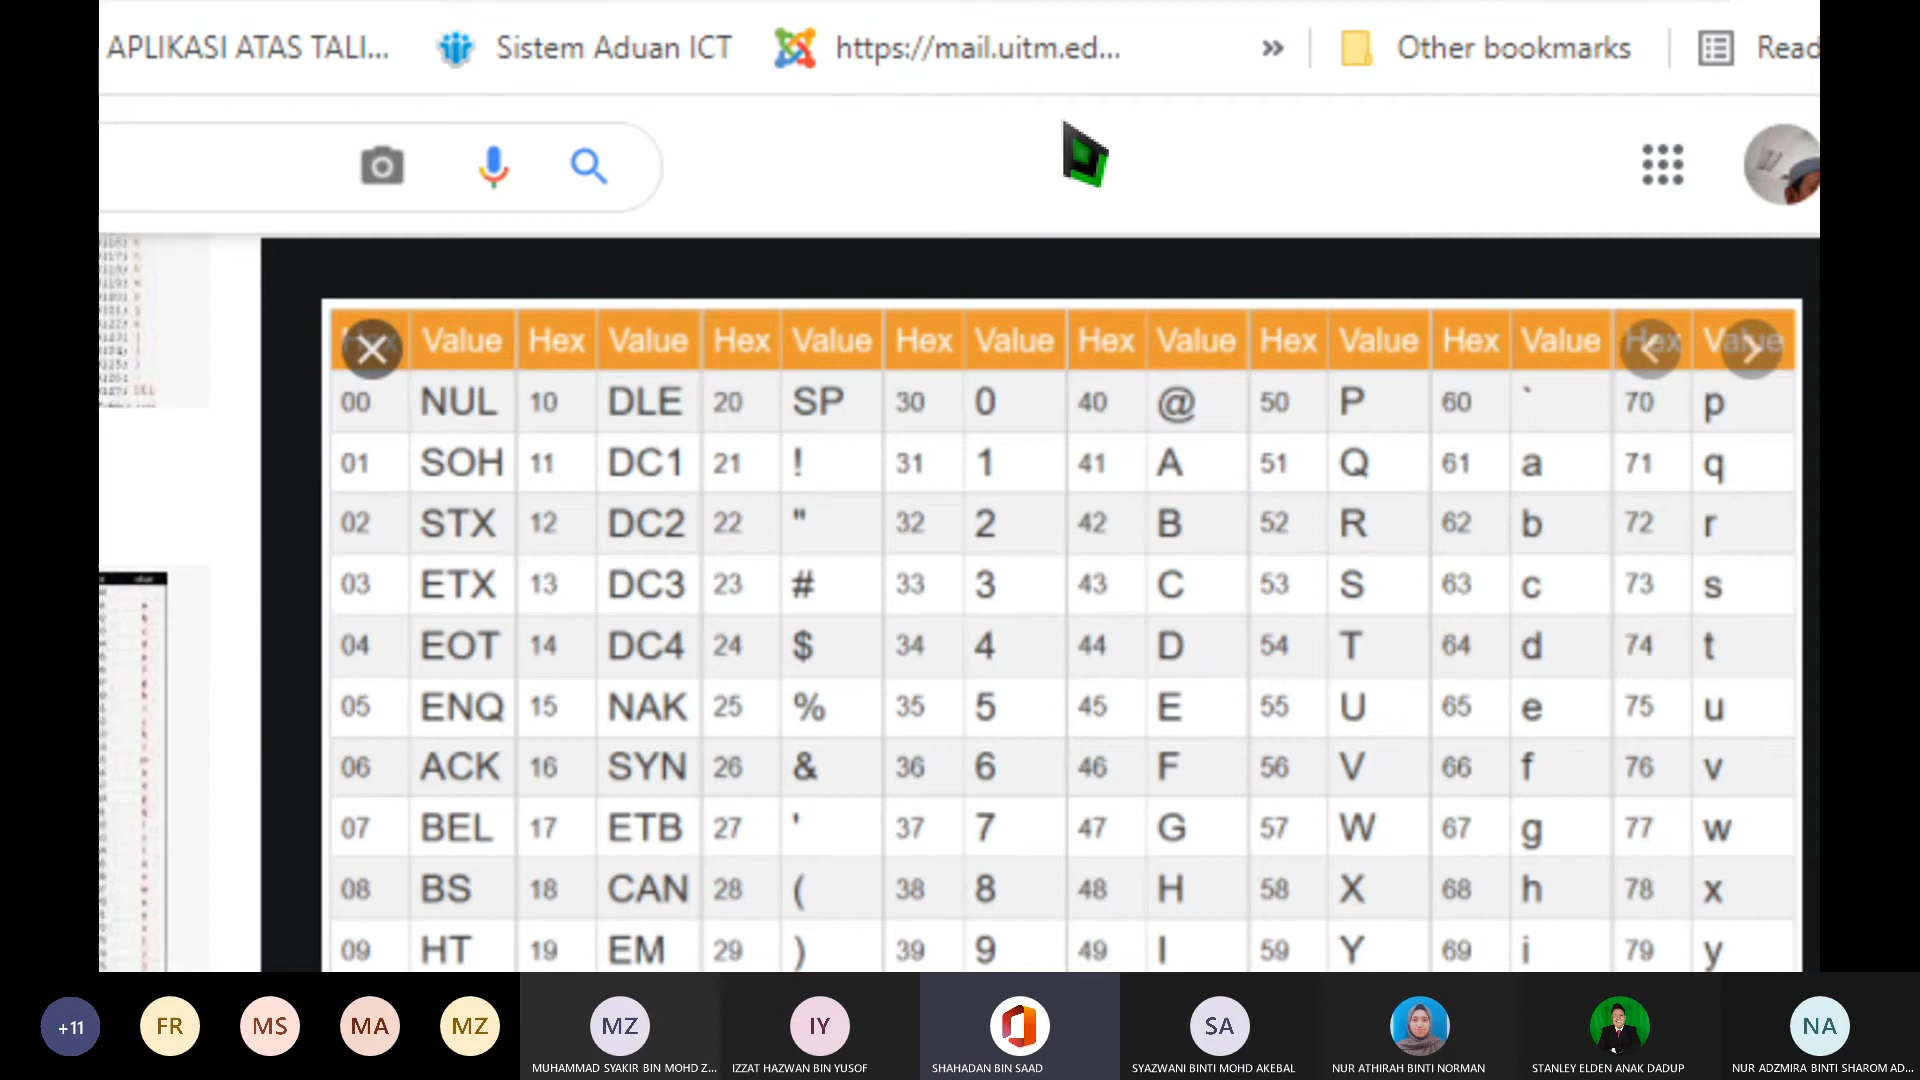 APLIKASI ATAS TALI... Sistem Aduan ICT https://mail.uitm.ed... » Other bookmarks Read
Value Hex Value Hex Value Hex Value Hex Value Hex Value Hex Value Hex Value
00 NUL 10 DLE 20 SP 30 0 40 @ 50 P 60 ` 70 p
01 SOH 11 DC1 21 ! 31 1 41 A 51 Q 61 a 71 q
02 STX 12 DC2 22 " 32 2 42 B 52 R 62 b 72 r
03 ETX 13 DC3 23 # 33 3 43 C 53 S 63 c 73 s
04 EOT 14 DC4 24 $ 34 4 44 D 54 T 64 d 74 t
05 ENQ 15 NAK 25 % 35 5 45 E 55 U 65 e 75 u
06 ACK 16 SYN 26 & 36 6 46 F 56 V 66 f 76 v
07 BEL 17 ETB 27 ' 37 7 47 G 57 W 67 g 77 w
08 BS 18 CAN 28 ( 38 8 48 H 58 X 68 h 78 x
09 HT 19 EM 29 ) 39 9 49 I 59 Y 69 i 79 y
+11 FR MS MA MZ MZ IY SA NA
MUHAMMAD SYAKIR BIN MOHD Z... IZZAT HAZWAN BIN YUSOF SHAHADAN BIN SAAD SYAZWANI BINTI MOHD AKEBAL NUR ATHIRAH BINTI NORMAN STANLEY ELDEN ANAK DADUP NUR ADZMIRA BINTI SHAROM AD...